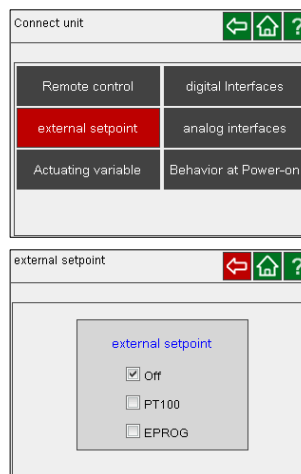 Connect unit
?
Remote control
digital Interfaces
external setpoint
analog interfaces
Actuating variable
Behavior at Power-on
external setpoint
?
external setpoint
Off
PT100
EPROG